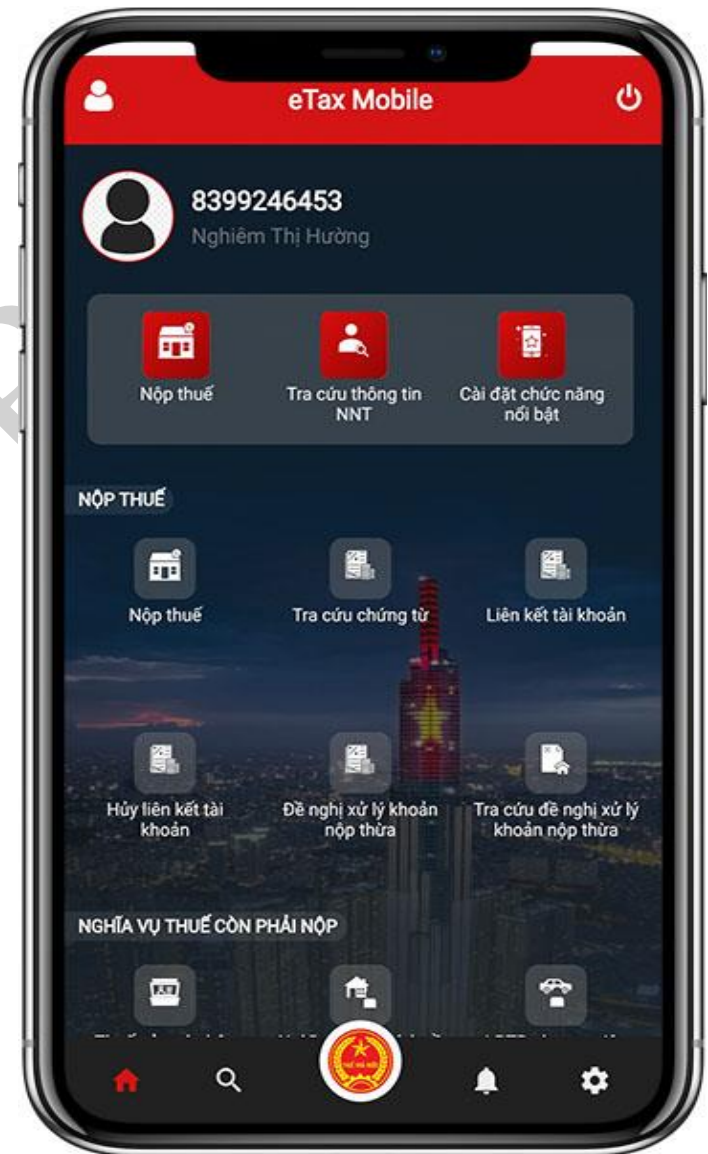 eTax Mobile
8399246453
Nghiêm Thị Hường
Nộp thuế
Tra cứu thông tin
NNT
Cài đặt chức năng
nổi bật
NỘP THUẾ
Nộp thuế
Tra cứu chứng từ
Liên kết tài khoản
Hủy liên kết tài
khoản
Đề nghị xử lý khoản
nộp thừa
Tra cứu đề nghị xử lý
khoản nộp thừa
NGHĨA VỤ THUẾ CÒN PHẢI NỘP